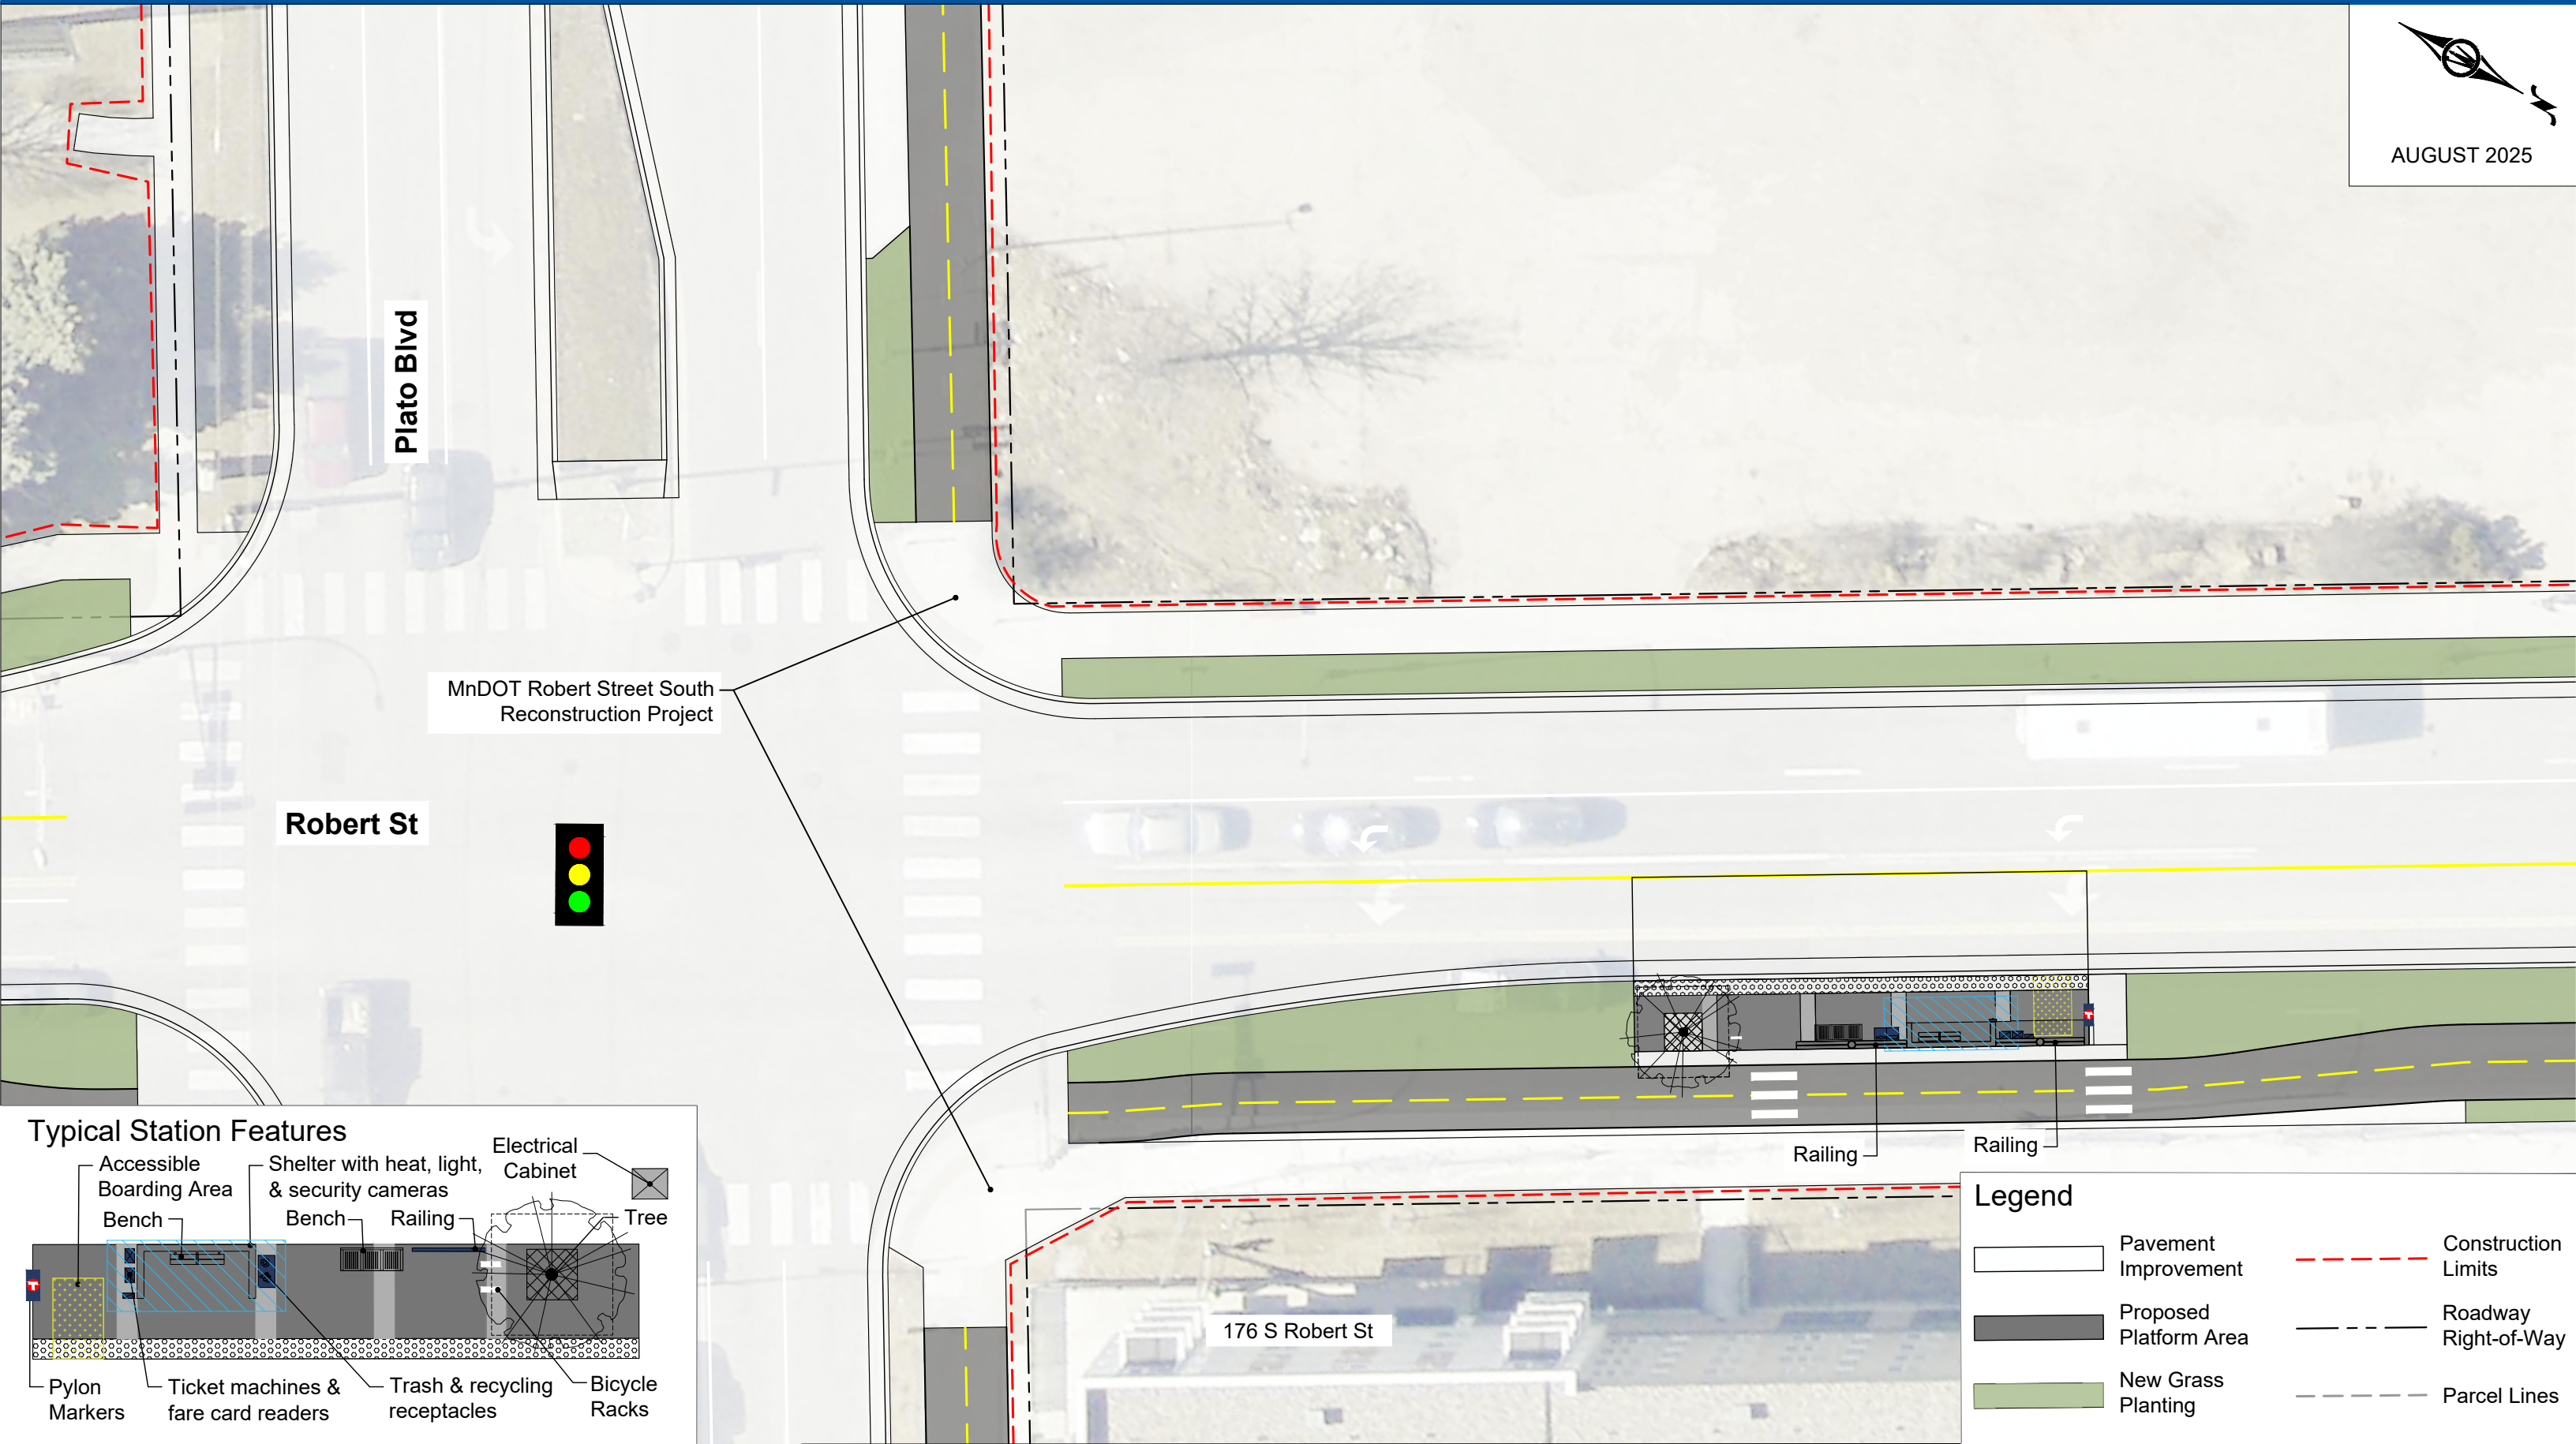 N
AUGUST 2025
Plato Blvd
MnDOT Robert Street South
Reconstruction Project
Robert St
Railing
Railing
176 S Robert St
Typical Station Features
Accessible
Boarding Area
Shelter with heat, light,
& security cameras
Electrical
Cabinet
Bench
Bench
Railing
Tree
Pylon
Markers
Ticket machines &
fare card readers
Trash & recycling
receptacles
Bicycle
Racks
Legend
Pavement
Improvement
Proposed
Platform Area
New Grass
Planting
Construction
Limits
Roadway
Right-of-Way
Parcel Lines